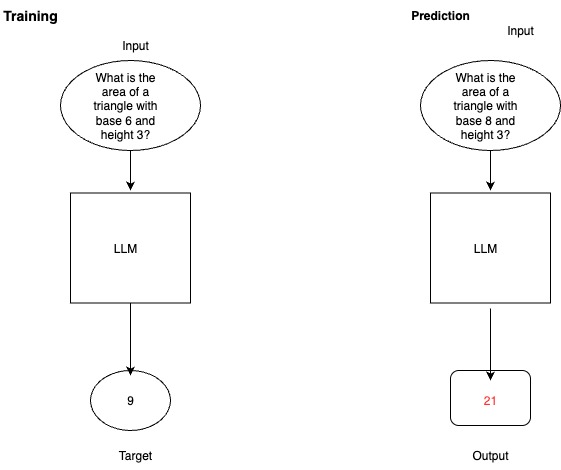 Training
Input
What is the
area of a
triangle with
base 6 and
height 3?
LLM
9
Target
Prediction
Input
What is the
area of a
triangle with
base 8 and
height 3?
LLM
21
Output